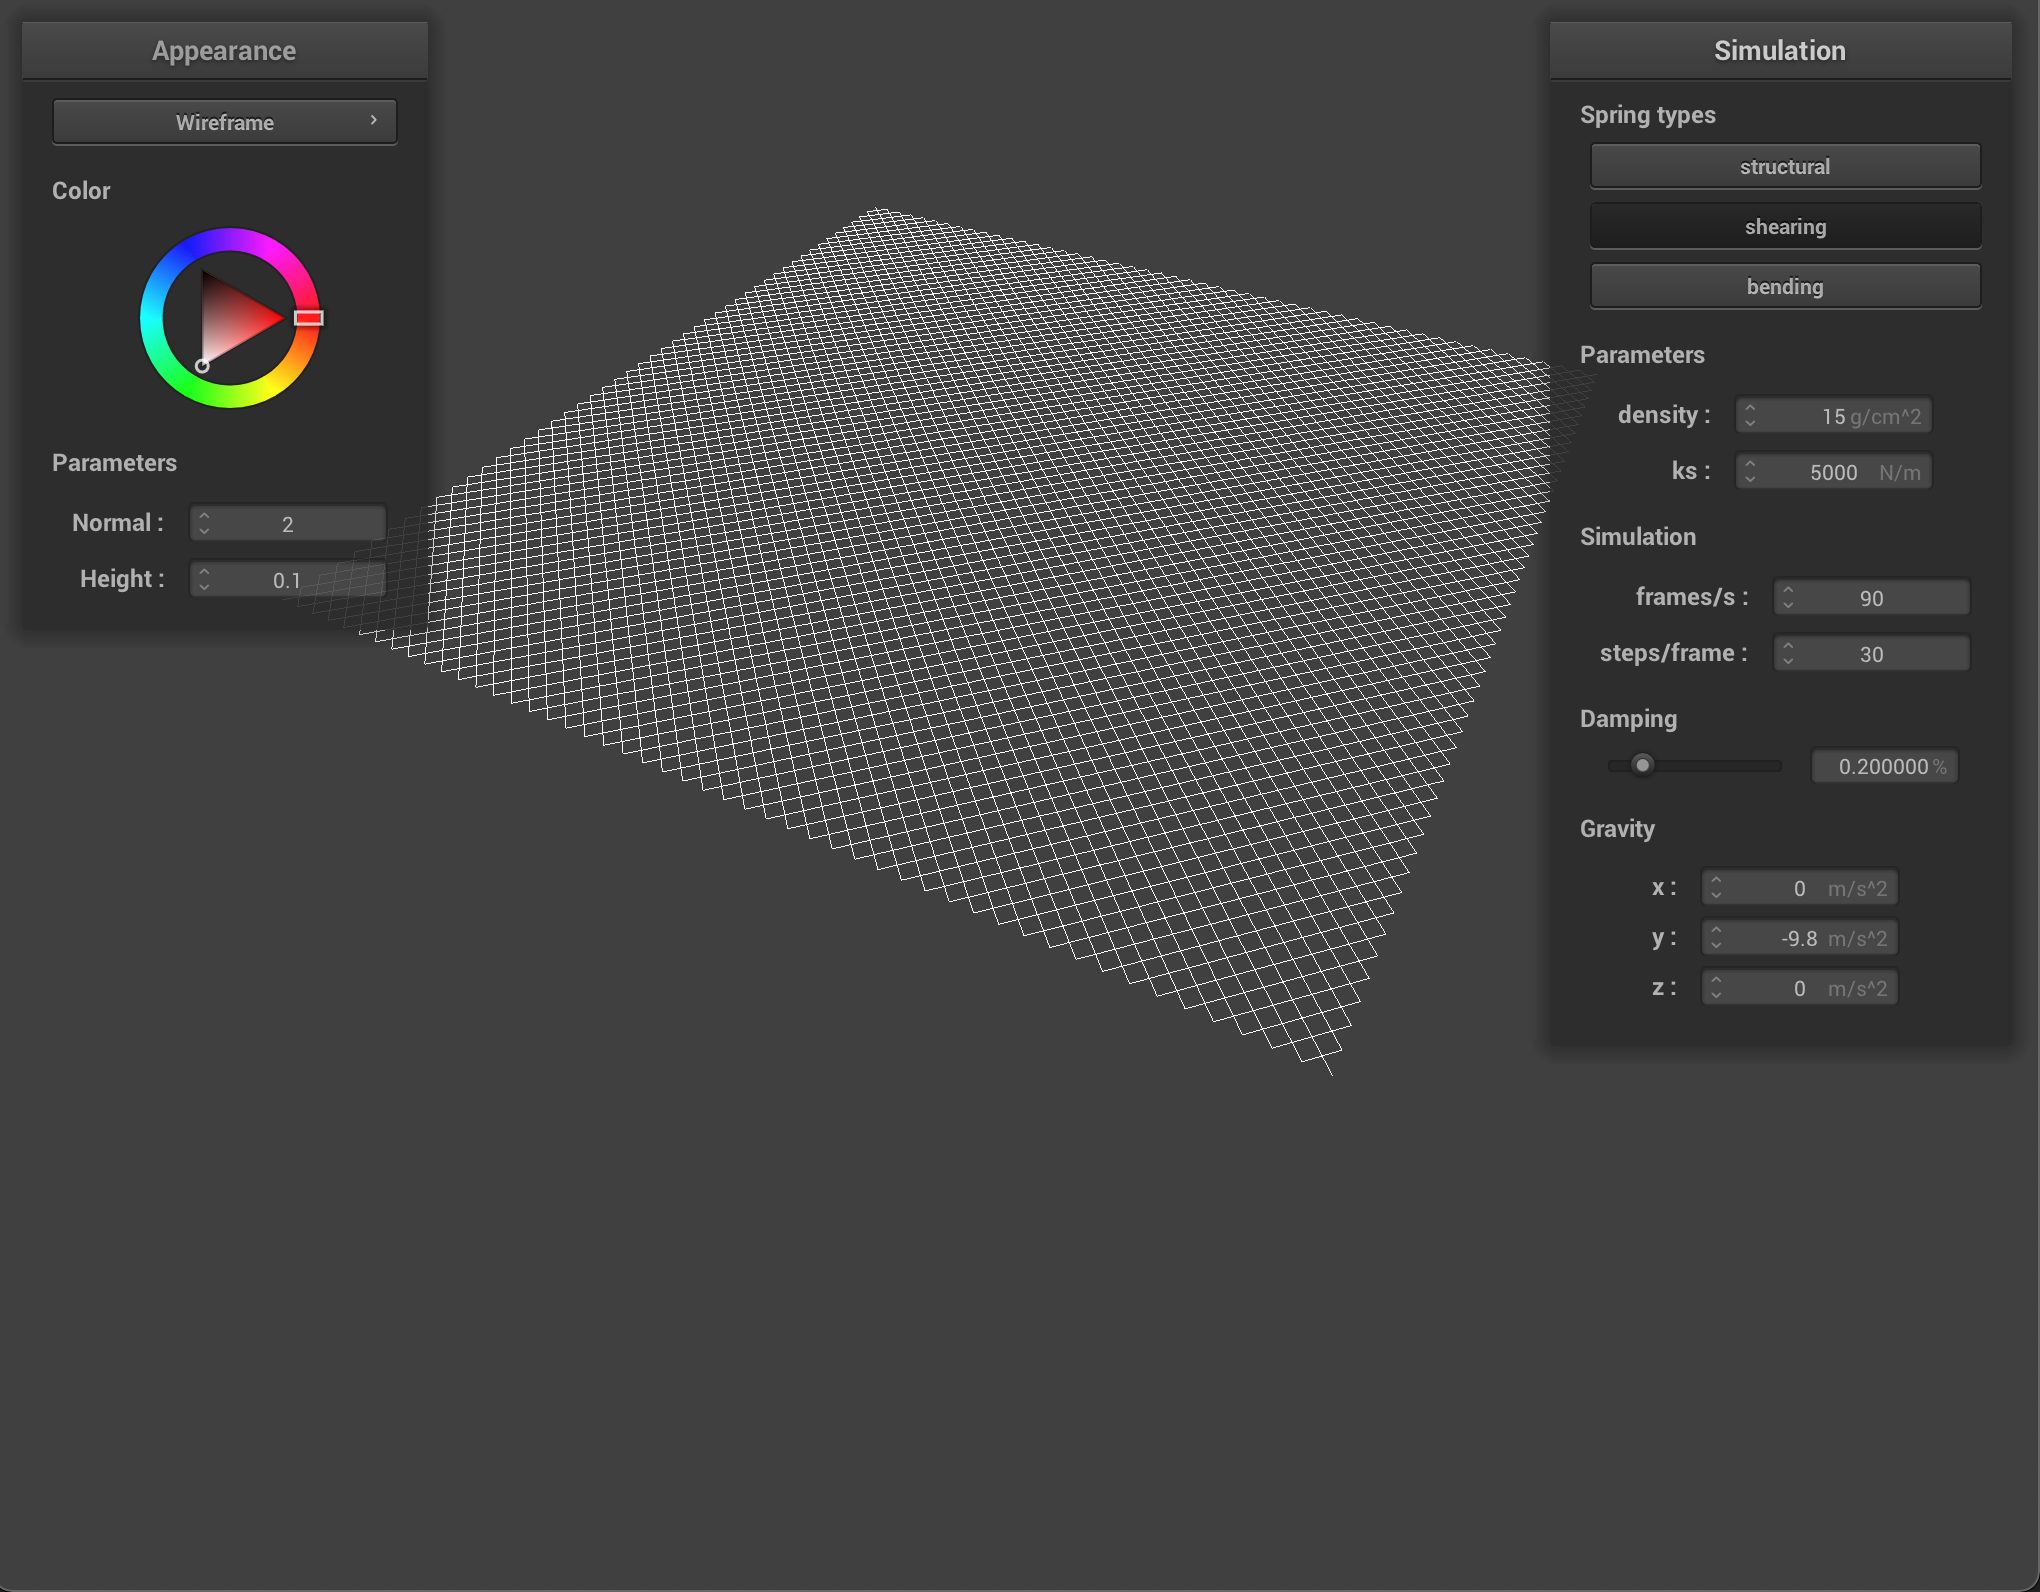 Appearance
Wireframe
Color
Parameters
Normal : 2
Height : 0.1
Simulation
Spring types
structural
shearing
bending
Parameters
density : 15 g/cm^2
ks : 5000 N/m
Simulation
frames/s : 90
steps/frame : 30
Damping
0.200000 %
Gravity
x : 0 m/s^2
y : -9.8 m/s^2
z : 0 m/s^2